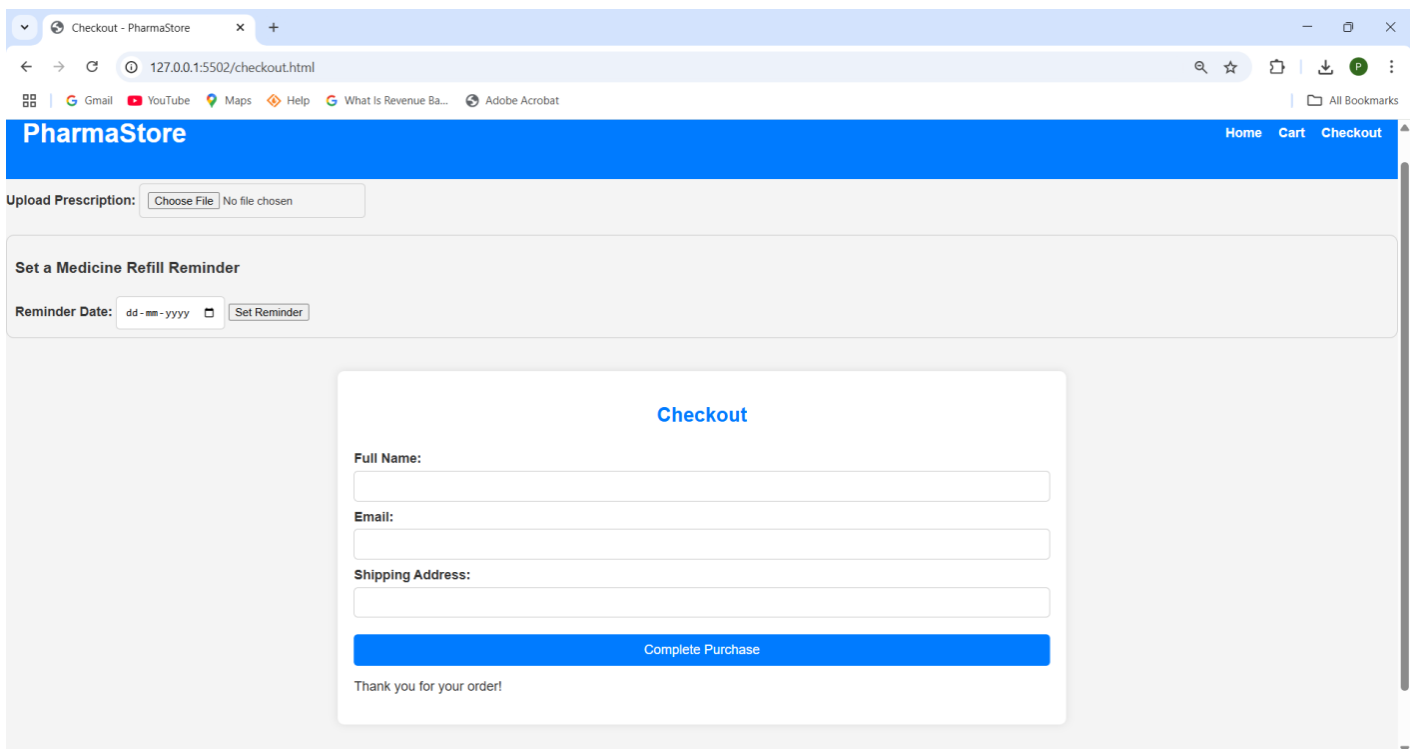 Checkout - PharmaStore
127.0.0.1:5502/checkout.html
Gmail YouTube Maps Help What Is Revenue Ba... Adobe Acrobat All Bookmarks
P
PharmaStore Home Cart Checkout
Upload Prescription: Choose File No file chosen
Set a Medicine Refill Reminder
Reminder Date: dd-mm-yyyy Set Reminder
Checkout
Full Name:
Email:
Shipping Address:
Complete Purchase
Thank you for your order!